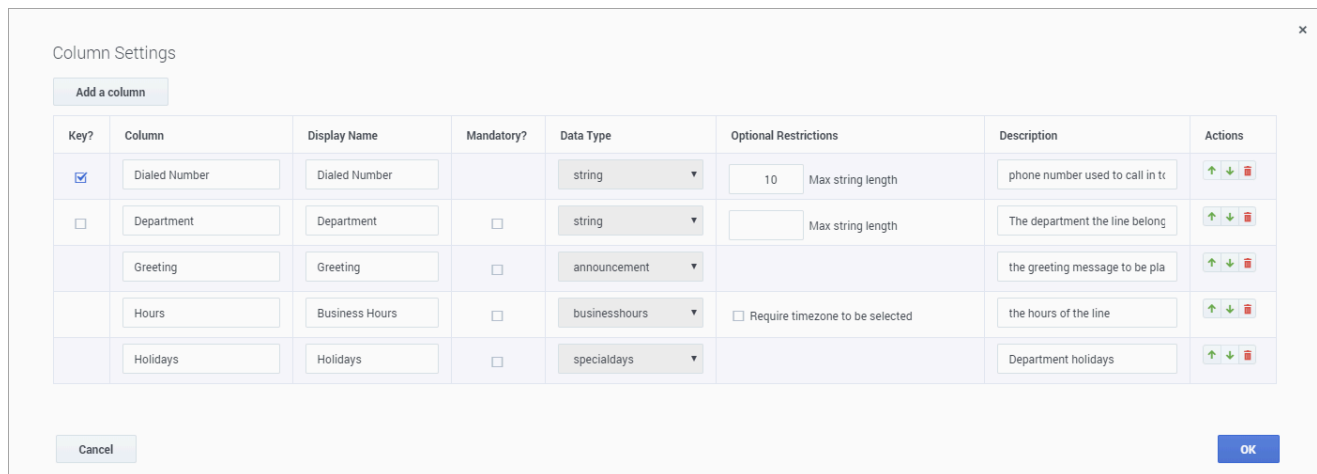 ×
Column Settings
Add a column
Key? Column Display Name Mandatory? Data Type Optional Restrictions Description Actions
Dialed Number Dialed Number string 10 Max string length phone number used to call in to
Department Department string Max string length The department the line belong
Greeting Greeting announcement the greeting message to be pla
Hours Business Hours businesshours Require timezone to be selected the hours of the line
Holidays Holidays specialdays Department holidays
Cancel OK